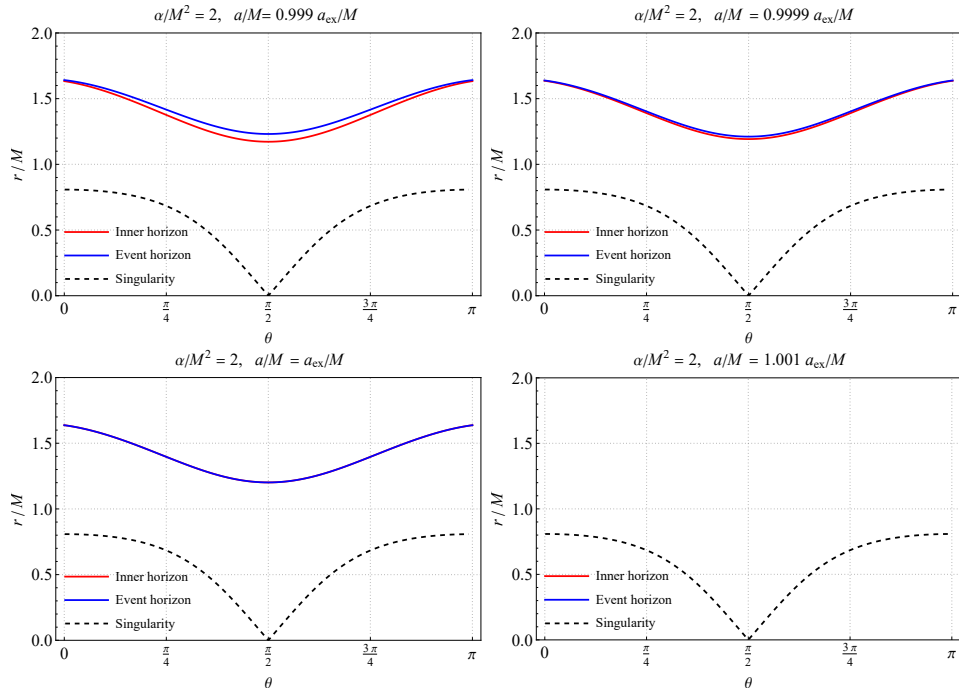 α/M² = 2, a/M= 0.999 a_ex/M
r / M
2.0
1.5
1.0
0.5
0.0
Inner horizon
Event horizon
Singularity
0
π/4
π/2
3 π/4
π
θ
α/M² = 2, a/M = 0.9999 a_ex/M
r / M
2.0
1.5
1.0
0.5
0.0
Inner horizon
Event horizon
Singularity
0
π/4
π/2
3 π/4
π
θ
α/M² = 2, a/M = a_ex/M
r / M
2.0
1.5
1.0
0.5
0.0
Inner horizon
Event horizon
Singularity
0
π/4
π/2
3 π/4
π
θ
α/M² = 2, a/M = 1.001 a_ex/M
r / M
2.0
1.5
1.0
0.5
0.0
Inner horizon
Event horizon
Singularity
0
π/4
π/2
3 π/4
π
θ